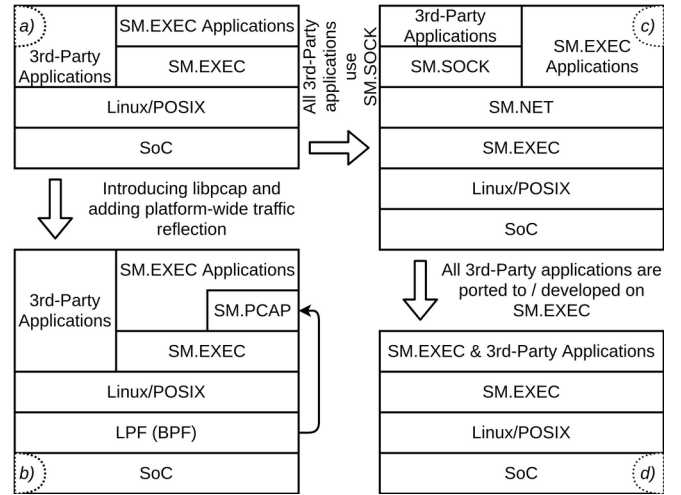 a)
SM.EXEC Applications
3rd-Party
Applications
SM.EXEC
Linux/POSIX
SoC
All 3rd-Party
applications
use
SM.SOCK
c)
3rd-Party
Applications
SM.EXEC
Applications
SM.SOCK
SM.NET
SM.EXEC
Linux/POSIX
SoC
Introducing libpcap and
adding platform-wide traffic
reflection
3rd-Party
Applications
SM.EXEC Applications
SM.PCAP
SM.EXEC
Linux/POSIX
LPF (BPF)
b)
SoC
All 3rd-Party applications are
ported to / developed on
SM.EXEC
SM.EXEC & 3rd-Party Applications
SM.EXEC
Linux/POSIX
SoC
d)